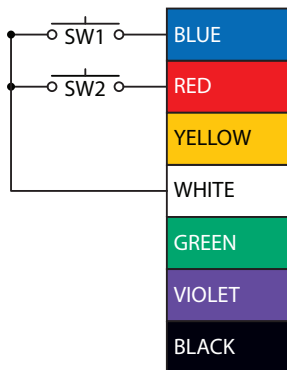 SW1
BLUE
SW2
RED
YELLOW
WHITE
GREEN
VIOLET
BLACK